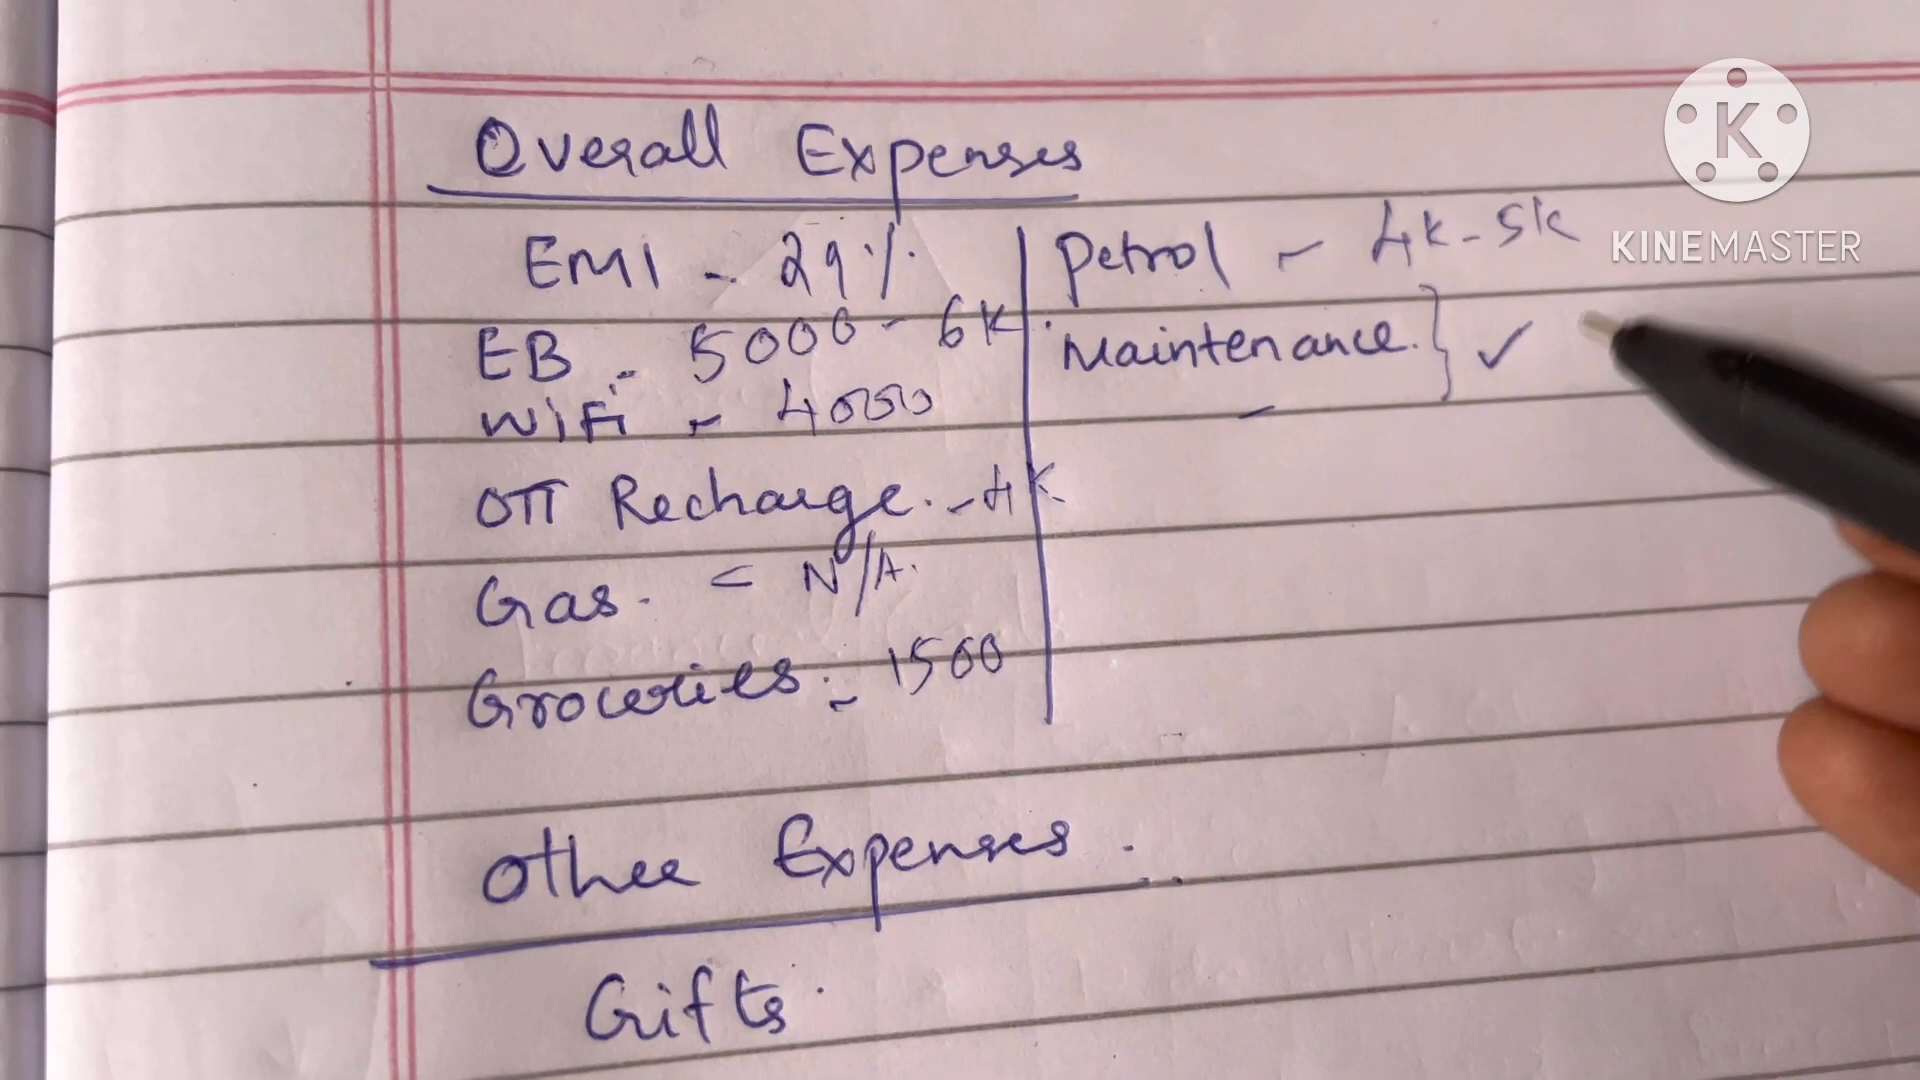 Overall Expenses
EMI - 29%.
EB - 5000 - 6K
WiFi - 4000
OTT Recharge. - 4K
Gas. - N/A.
Groceries. - 1500
Petrol - 4K - 5K
Maintenance. } ✓
Other Expenses.
Gifts.
K
KINEMASTER